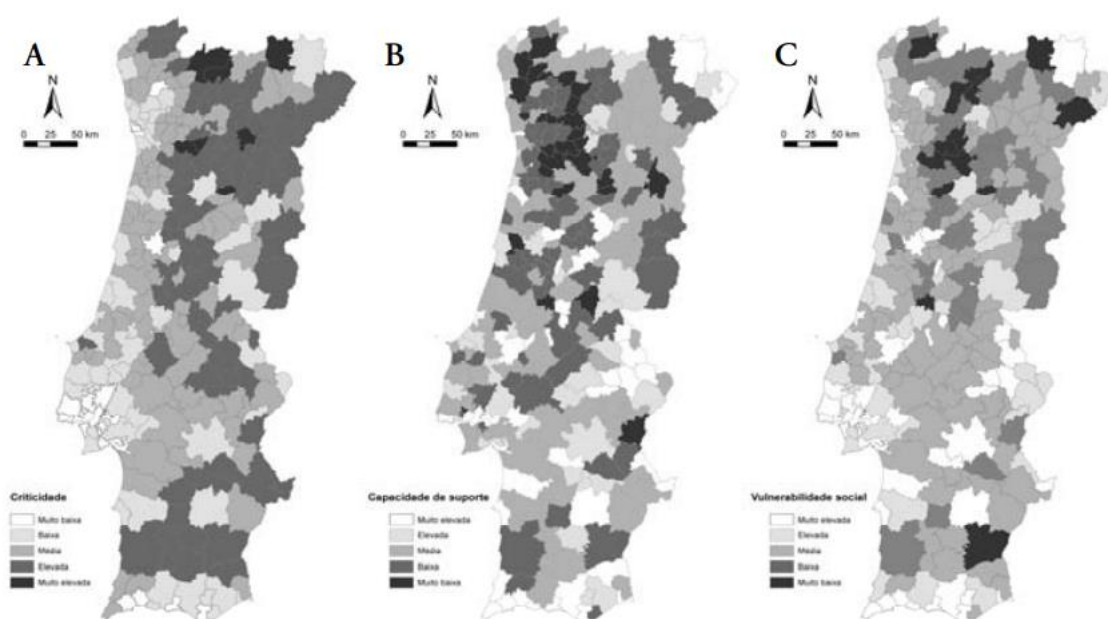 A
N
0 25 50 km
Criticidade
Muito baixa
Baixa
Média
Elevada
Muito elevada
B
N
0 25 50 km
Capacidade de suporte
Muito elevada
Elevada
Média
Baixa
Muito baixa
C
N
0 25 50 km
Vulnerabilidade social
Muito elevada
Elevada
Média
Baixa
Muito baixa